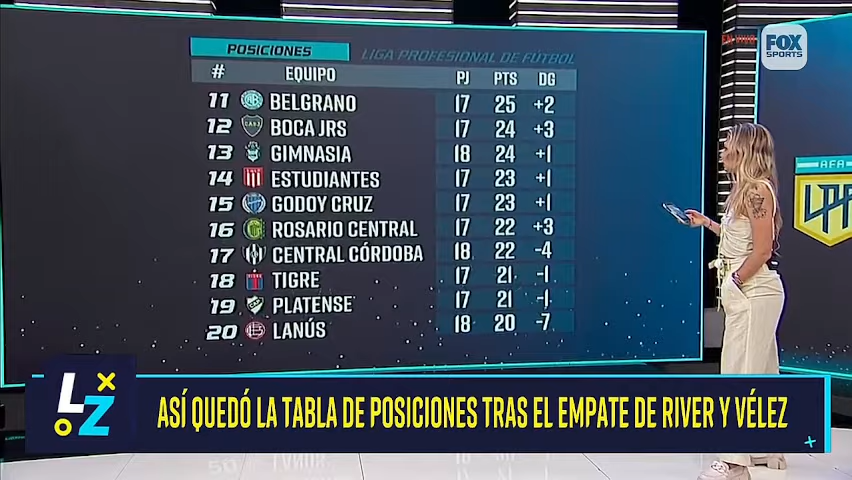 POSICIONES
LIGA PROFESIONAL DE FÚTBOL
# EQUIPO PJ PTS DG
11 BELGRANO 17 25 +2
12 BOCA JRS 17 24 +3
13 GIMNASIA 18 24 +1
14 ESTUDIANTES 17 23 +1
15 GODOY CRUZ 17 23 +1
16 ROSARIO CENTRAL 17 22 +3
17 CENTRAL CÓRDOBA 18 22 -4
18 TIGRE 17 21 -1
19 PLATENSE 17 21 -1
20 LANÚS 18 20 -7
EN VIVO
FOX
SPORTS
AFA
LPF
LZ
ASÍ QUEDÓ LA TABLA DE POSICIONES TRAS EL EMPATE DE RIVER Y VÉLEZ